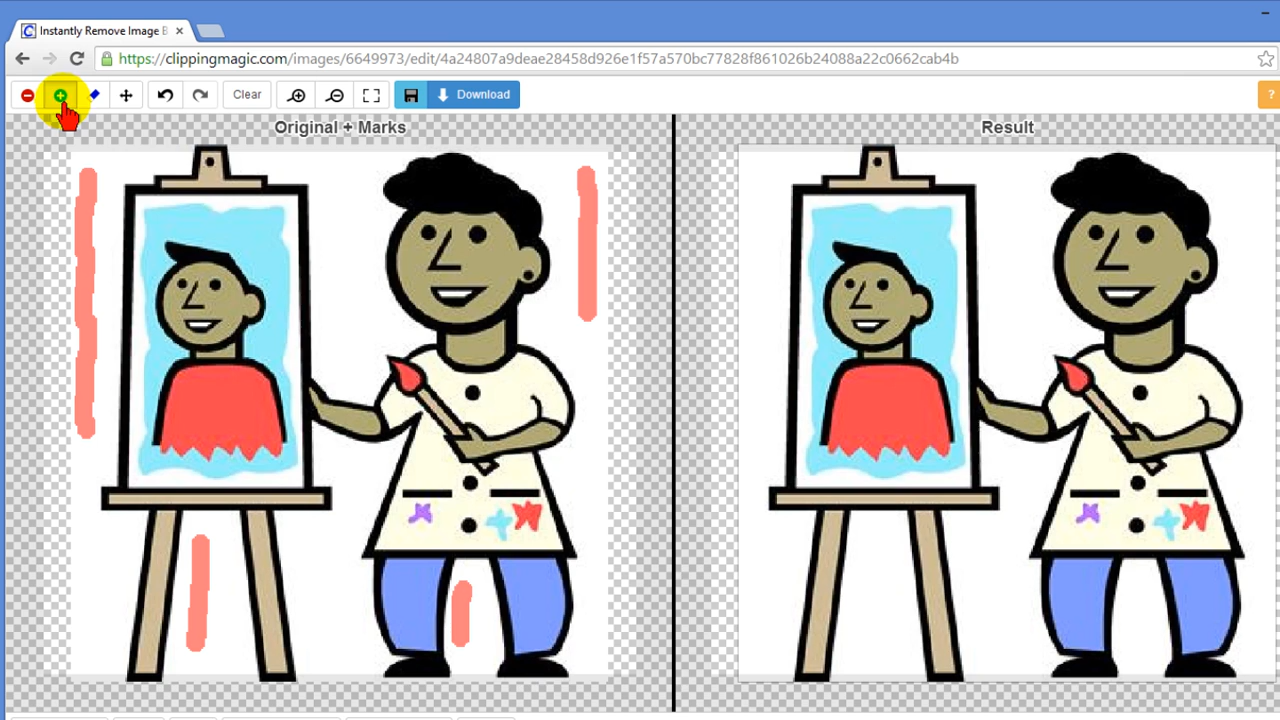 Instantly Remove Image B
https://clippingmagic.com/images/6649973/edit/4a24807a9deae28458d926e1f57a570bc77828f861026b24088a22c0662cab4b
Clear Download ?
Original + Marks Result